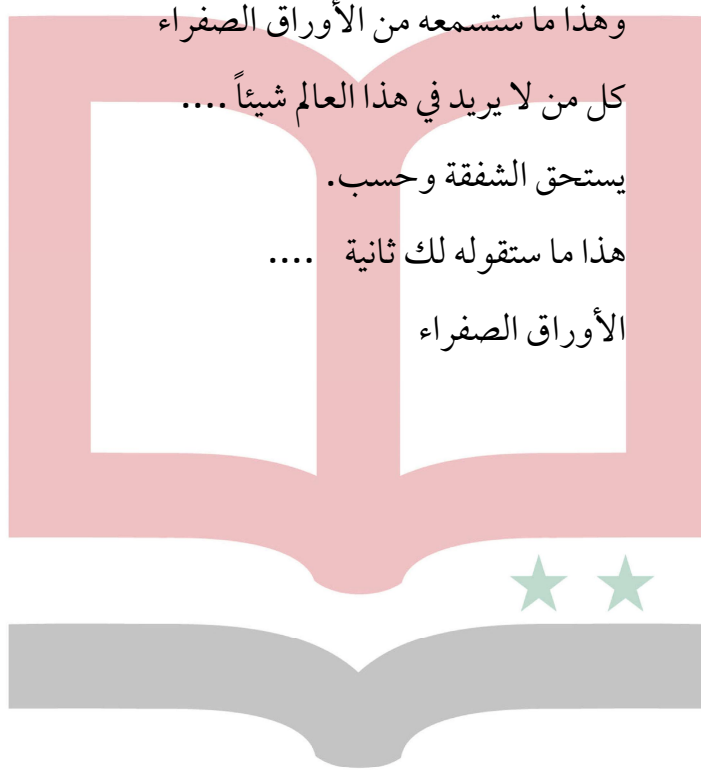 وهذا ما ستسمعه من الأوراق الصفراء
كل من لا يريد في هذا العالم شيئاً ....
يستحق الشفقة وحسب.
هذا ما ستقوله لك ثانية ....
الأوراق الصفراء